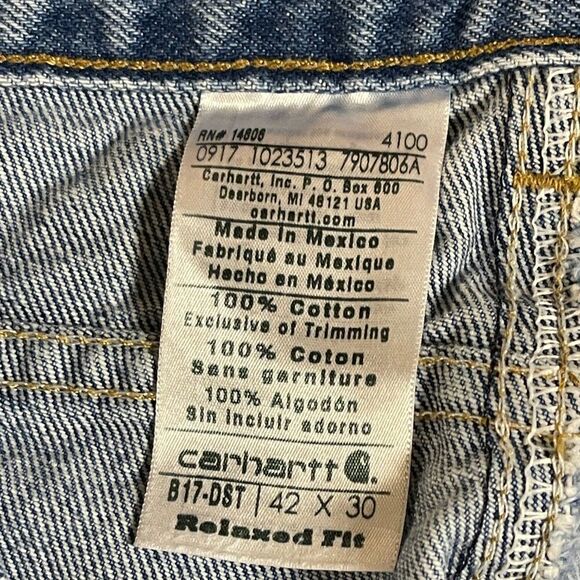 RN# 14806 4100
0917 1023513 7907806A
Carhartt, Inc. P. O. Box 600
Dearborn, MI 48121 USA
carhartt.com
Made in Mexico
Fabriqué au Mexique
Hecho en México
100% Cotton
Exclusive of Trimming
100% Coton
Sans garniture
100% Algodón
Sin incluir adorno
carhartt
B17-DST | 42 X 30
Relaxed Fit